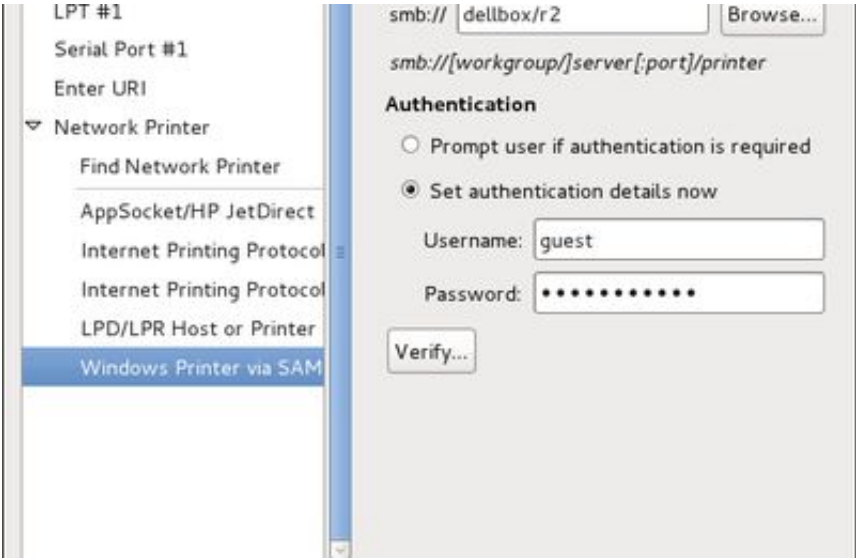 LPT #1
Serial Port #1
Enter URI
Network Printer
Find Network Printer
AppSocket/HP JetDirect
Internet Printing Protocol
Internet Printing Protocol
LPD/LPR Host or Printer
Windows Printer via SAM
smb:// dellbox/r2 Browse...
smb://[workgroup/]server[:port]/printer
Authentication
Prompt user if authentication is required
Set authentication details now
Username: guest
Password: •••••••••••
Verify...